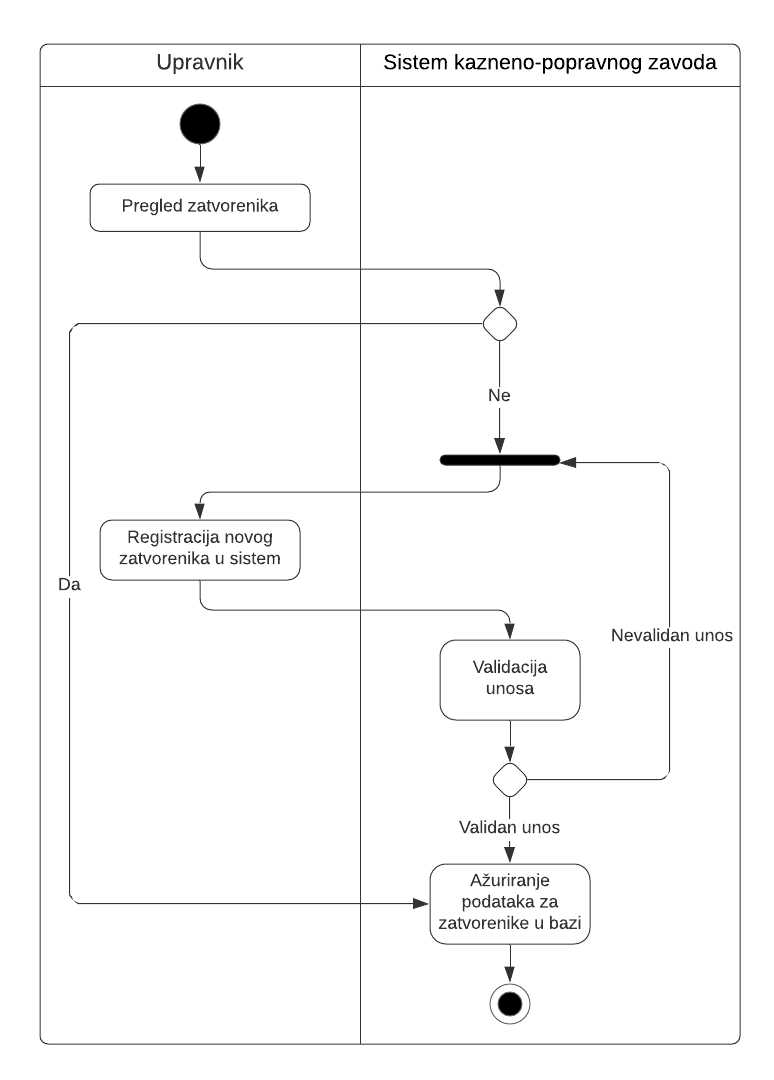 Upravnik
Sistem kazneno-popravnog zavoda
Pregled zatvorenika
Ne
Registracija novog
zatvorenika u sistem
Da
Nevalidan unos
Validacija
unosa
Validan unos
Ažuriranje
podataka za
zatvorenike u bazi